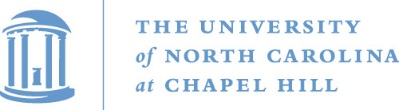 THE UNIVERSITY
of NORTH CAROLINA
at CHAPEL HILL